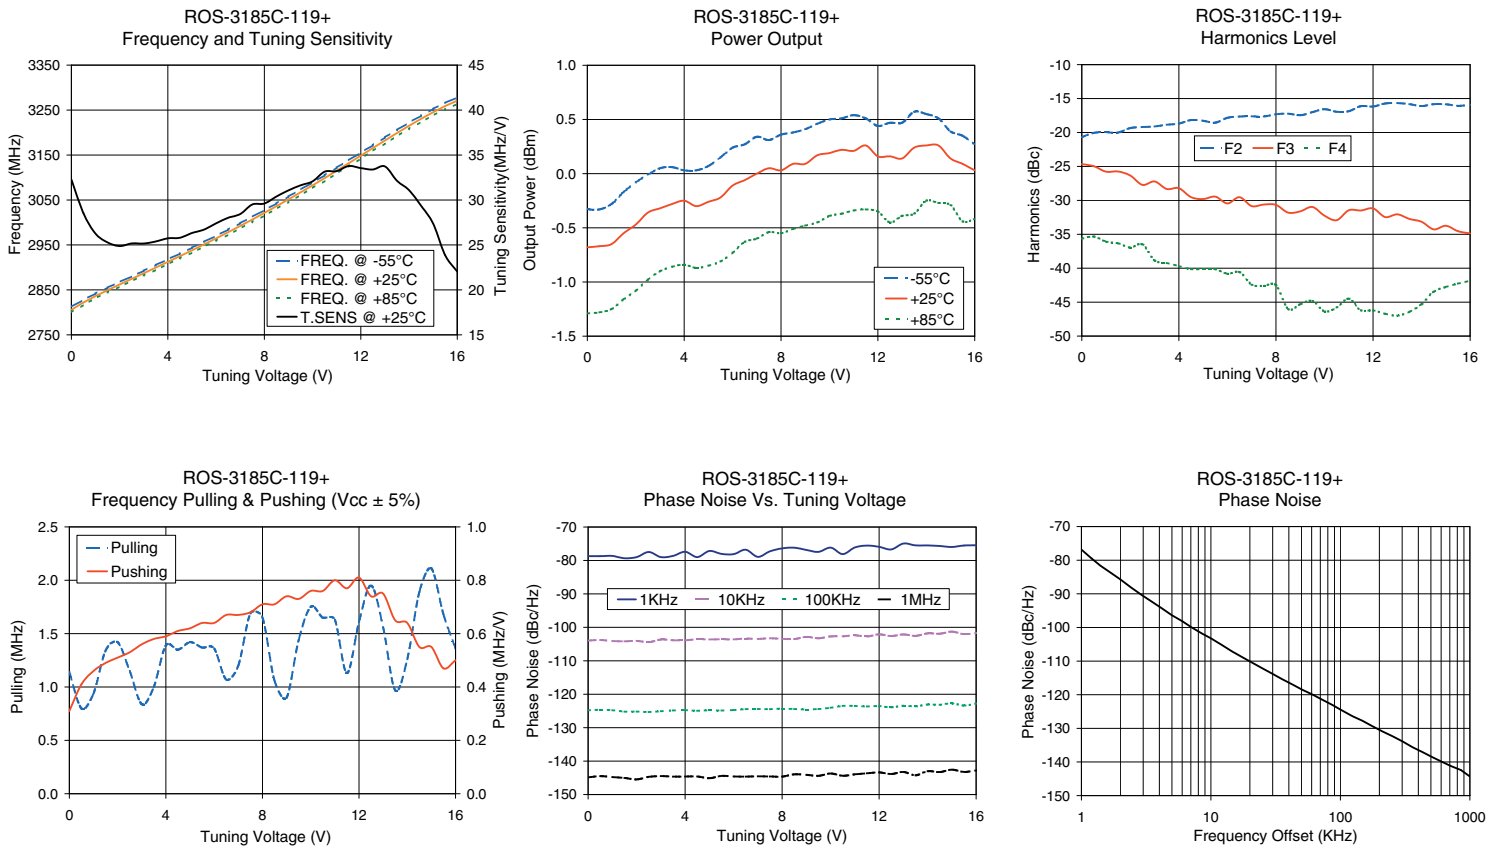 ROS-3185C-119+
Frequency and Tuning Sensitivity
3350
3250
3150
3050
2950
2850
2750
Frequency (MHz)
45
40
35
30
25
20
15
Tuning Sensitivity(MHz/V)
FREQ. @ -55°C
FREQ. @ +25°C
FREQ. @ +85°C
T.SENS @ +25°C
0 4 8 12 16
Tuning Voltage (V)
ROS-3185C-119+
Power Output
1.0
0.5
0.0
-0.5
-1.0
-1.5
Output Power (dBm)
-55°C
+25°C
+85°C
0 4 8 12 16
Tuning Voltage (V)
ROS-3185C-119+
Harmonics Level
-10
-15
-20
-25
-30
-35
-40
-45
-50
Harmonics (dBc)
F2 F3 F4
0 4 8 12 16
Tuning Voltage (V)
ROS-3185C-119+
Frequency Pulling & Pushing (Vcc ± 5%)
2.5
2.0
1.5
1.0
0.5
0.0
Pulling (MHz)
1.0
0.8
0.6
0.4
0.2
0.0
Pushing (MHz/V)
Pulling
Pushing
0 4 8 12 16
Tuning Voltage (V)
ROS-3185C-119+
Phase Noise Vs. Tuning Voltage
-70
-80
-90
-100
-110
-120
-130
-140
-150
Phase Noise (dBc/Hz)
1KHz 10KHz 100KHz 1MHz
0 4 8 12 16
Tuning Voltage (V)
ROS-3185C-119+
Phase Noise
-70
-80
-90
-100
-110
-120
-130
-140
-150
Phase Noise (dBc/Hz)
1 10 100 1000
Frequency Offset (KHz)